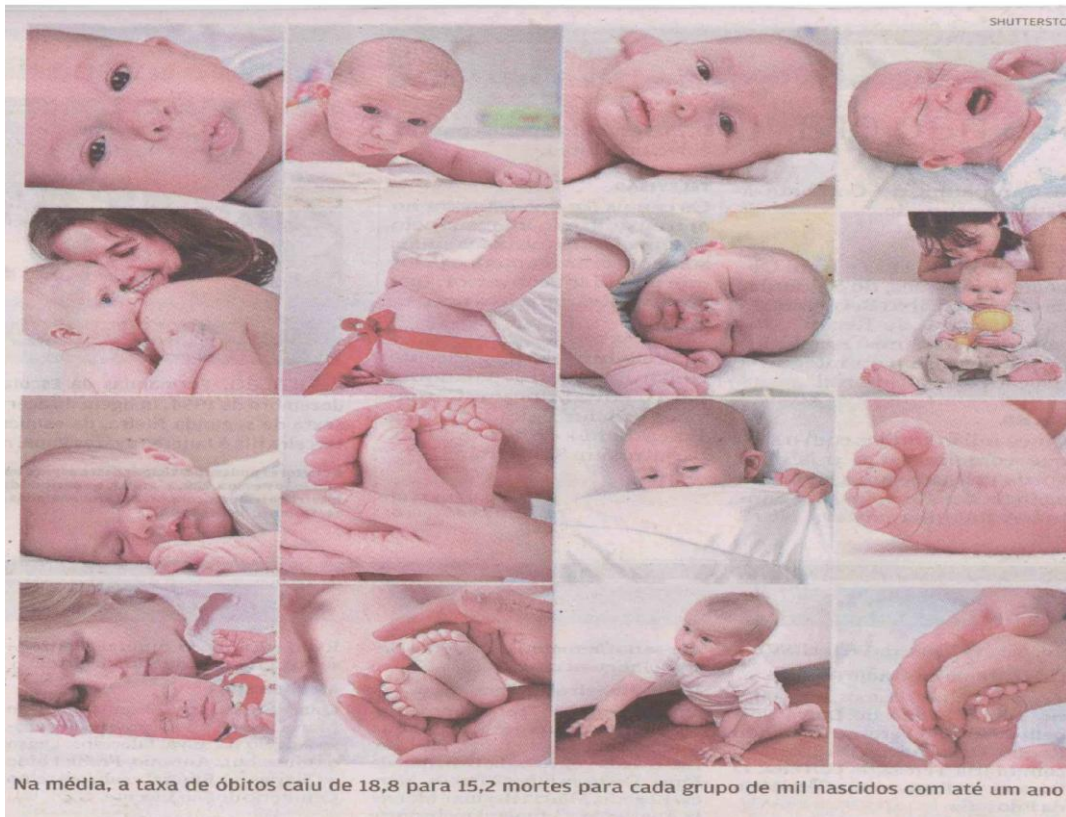 SHUTTERSTO
Na média, a taxa de óbitos caiu de 18,8 para 15,2 mortes para cada grupo de mil nascidos com até um ano